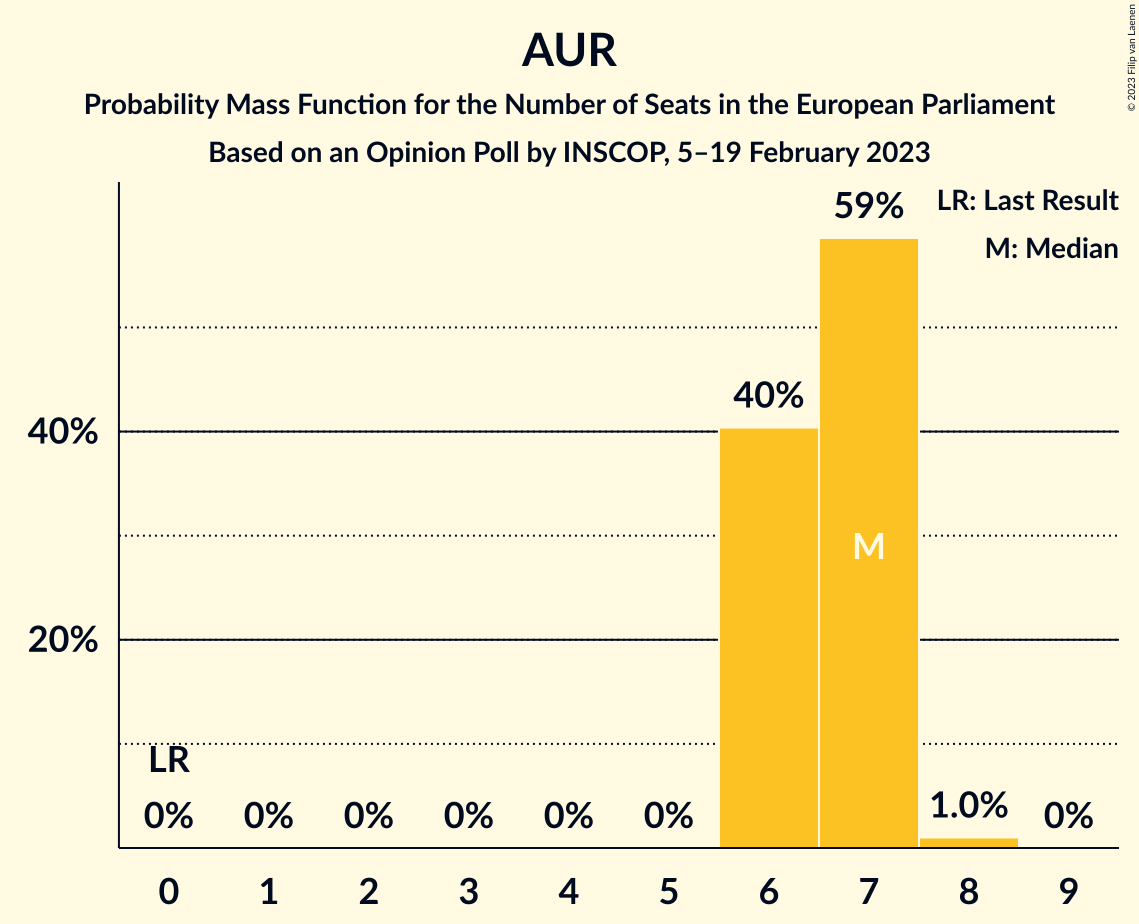 AUR
Probability Mass Function for the Number of Seats in the European Parliament
Based on an Opinion Poll by INSCOP, 5–19 February 2023
© 2023 Filip van Laenen
LR: Last Result
M: Median
59%
40%
40%
M
20%
LR
0% 0% 0% 0% 0% 0% 1.0% 0%
0 1 2 3 4 5 6 7 8 9